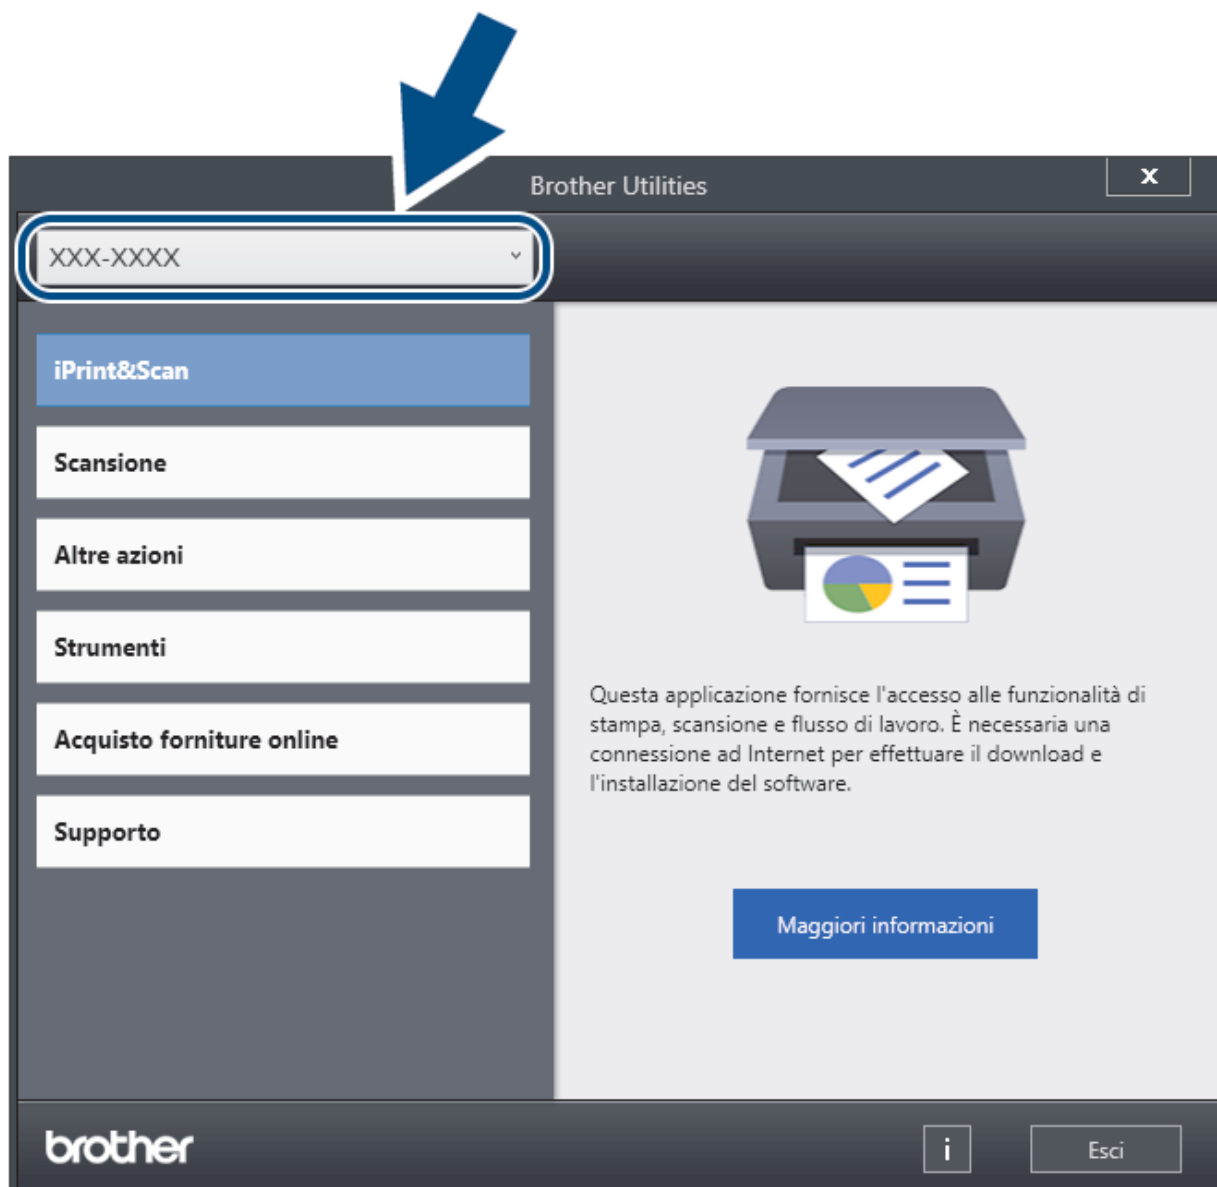 Brother Utilities
x
XXX-XXXX
iPrint&Scan
Scansione
Altre azioni
Strumenti
Acquisto forniture online
Supporto
Questa applicazione fornisce l'accesso alle funzionalità di
stampa, scansione e flusso di lavoro. È necessaria una
connessione ad Internet per effettuare il download e
l'installazione del software.
Maggiori informazioni
brother
i
Esci